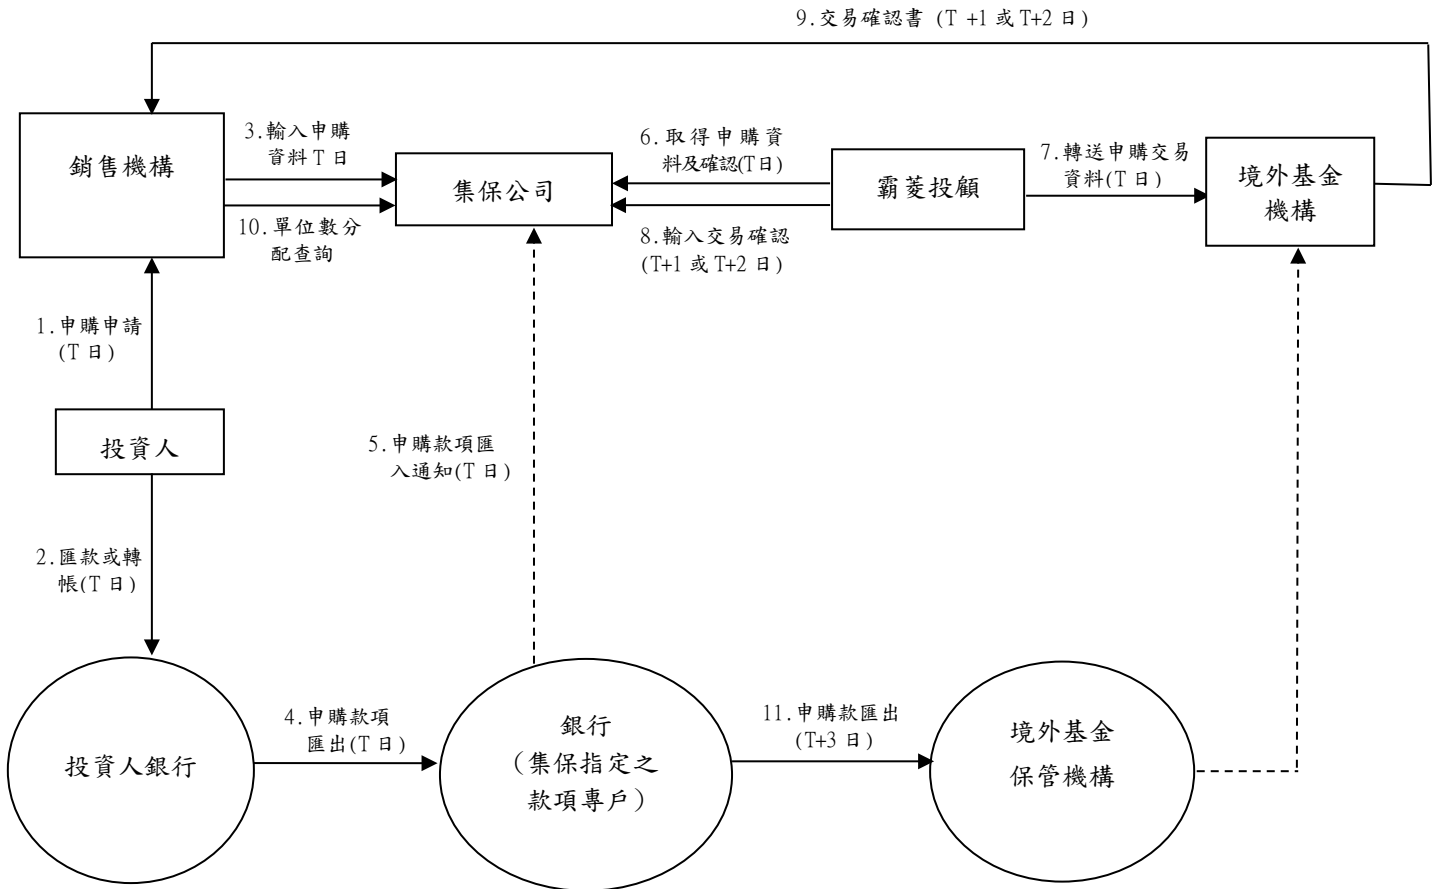 9.交易確認書 (T +1 或 T+2 日)
銷售機構
3.輸入申購
資料 T 日
10.單位數分
配查詢
集保公司
6.取得申購資
料及確認(T日)
8.輸入交易確認
(T+1 或 T+2 日)
霸菱投顧
7.轉送申購交易
資料(T 日)
境外基金
機構
1.申購申請
(T 日)
投資人
5.申購款項匯
入通知(T 日)
2.匯款或轉
帳(T 日)
投資人銀行
4.申購款項
匯出(T 日)
銀行
（集保指定之
款項專戶）
11.申購款匯出
(T+3 日)
境外基金
保管機構